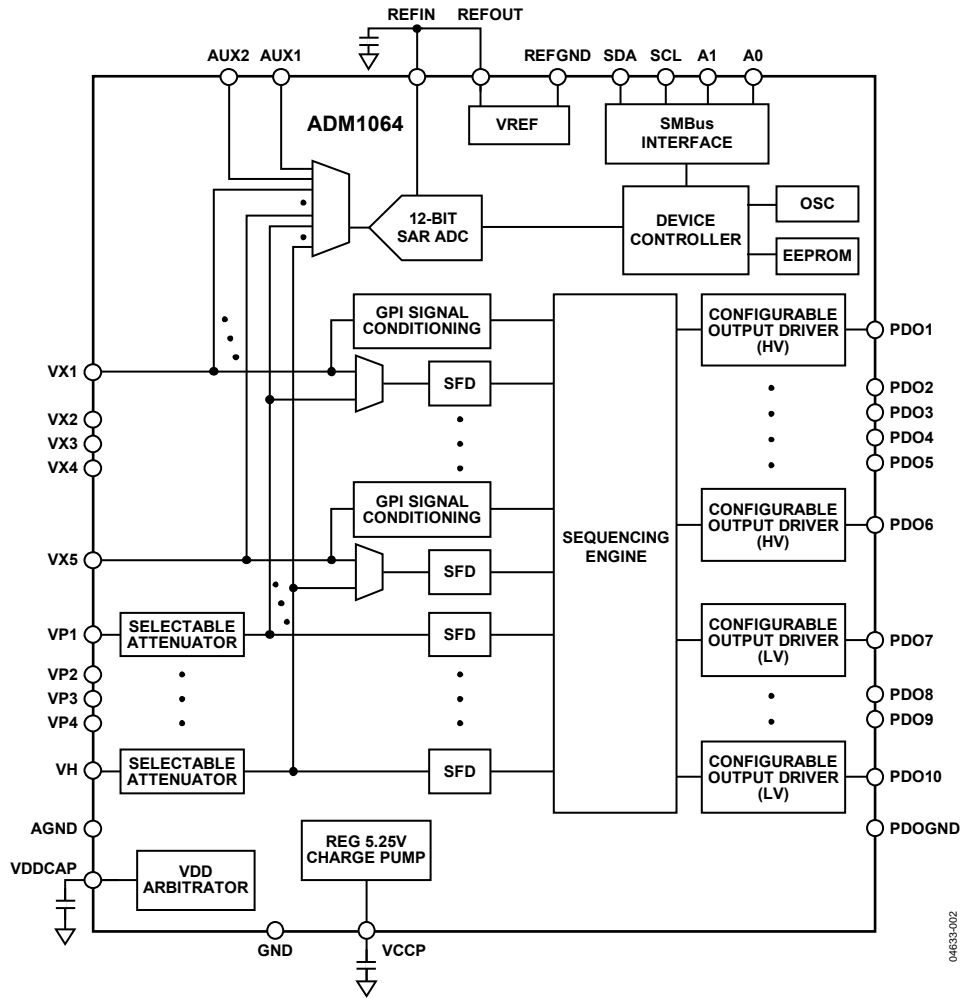 REFIN REFOUT
AUX2 AUX1
REFGND SDA SCL A1 A0
ADM1064
VREF
SMBus
INTERFACE
12-BIT
SAR ADC
DEVICE
CONTROLLER
OSC
EEPROM
GPI SIGNAL
CONDITIONING
CONFIGURABLE
OUTPUT DRIVER
(HV)
PDO1
VX1
SFD
PDO2
VX2
PDO3
VX3
PDO4
VX4
PDO5
GPI SIGNAL
CONDITIONING
CONFIGURABLE
OUTPUT DRIVER
(HV)
PDO6
SEQUENCING
ENGINE
VX5
SFD
VP1
SELECTABLE
ATTENUATOR
SFD
CONFIGURABLE
OUTPUT DRIVER
(LV)
PDO7
VP2
VP3
VP4
PDO8
PDO9
VH
SELECTABLE
ATTENUATOR
SFD
CONFIGURABLE
OUTPUT DRIVER
(LV)
PDO10
AGND
PDOGND
REG 5.25V
CHARGE PUMP
VDDCAP
VDD
ARBITRATOR
GND
VCCP
04633-002